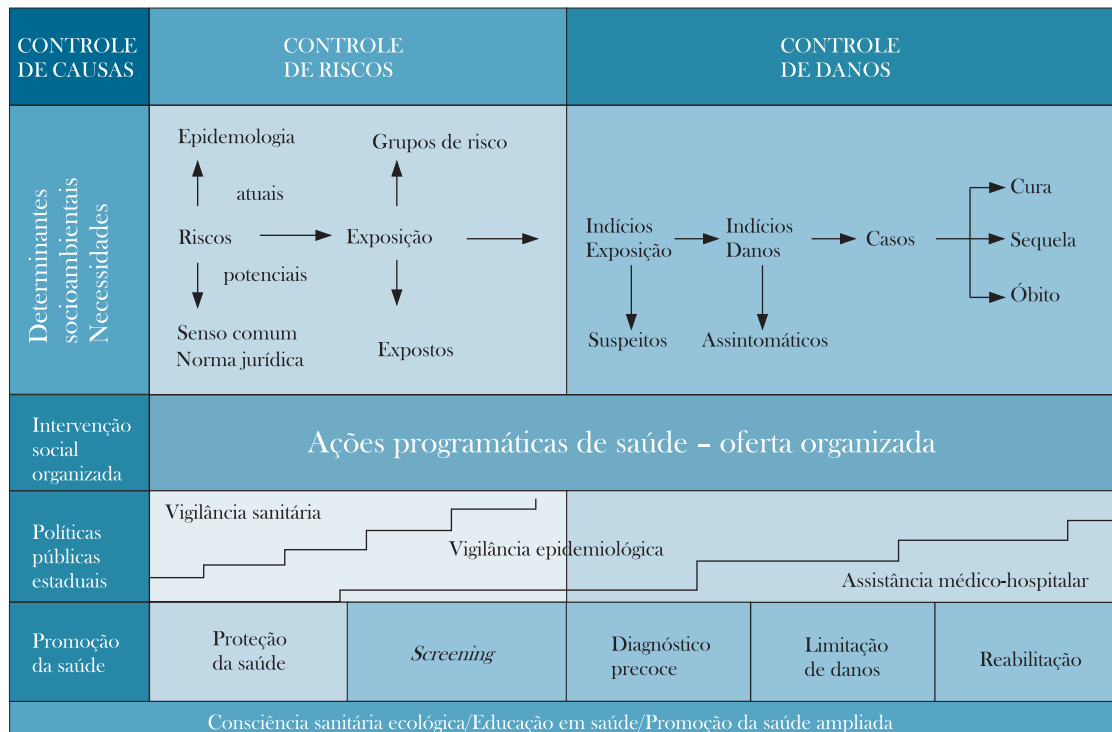 CONTROLE
DE CAUSAS
CONTROLE
DE RISCOS
CONTROLE
DE DANOS
Determinantes
socioambientais
Necessidades
Epidemologia
Grupos de risco
atuais
Riscos
Exposição
potenciais
Senso comum
Norma jurídica
Expostos
Indícios
Exposição
Indícios
Danos
Casos
Cura
Sequela
Óbito
Suspeitos
Assintomáticos
Intervenção
social
organizada
Ações programáticas de saúde – oferta organizada
Políticas
públicas
estaduais
Vigilância sanitária
Vigilância epidemiológica
Assistância médico-hospitalar
Promoção
da saúde
Proteção
da saúde
Screening
Diagnóstico
precoce
Limitação
de danos
Reabilitação
Consciência sanitária ecológica/Educação em saúde/Promoção da saúde ampliada